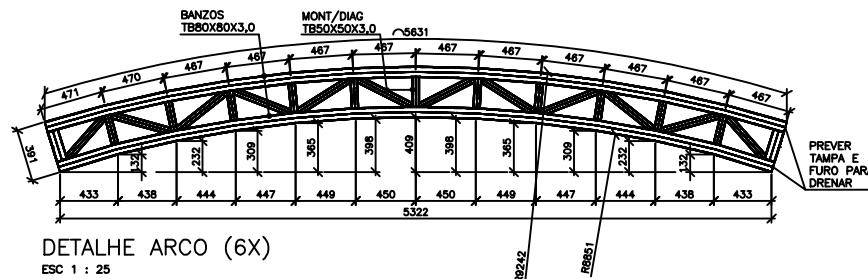 BANZOS
TB80X80X3,0
MONT/DIAG
TB50X50X3,0
⌒5631
471 470 467 467 467 467 467 467 467 467 467 467
391
132 232 309 365 398 409 398 365 309 232 132
PREVER
TAMPA E
FURO PARA
DRENAR
433 438 444 447 449 450 450 449 447 444 438 433
5322
R9242
R8851
DETALHE ARCO (6X)
ESC 1 : 25